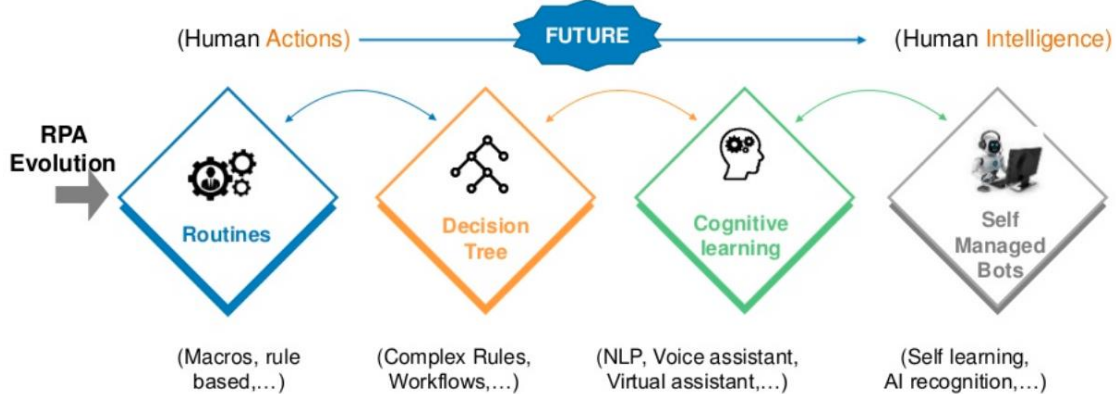 (Human Actions)
FUTURE
(Human Intelligence)
RPA
Evolution
Routines
Decision
Tree
Cognitive
learning
Self
Managed
Bots
(Macros, rule
based,…)
(Complex Rules,
Workflows,…)
(NLP, Voice assistant,
Virtual assistant,…)
(Self learning,
AI recognition,…)